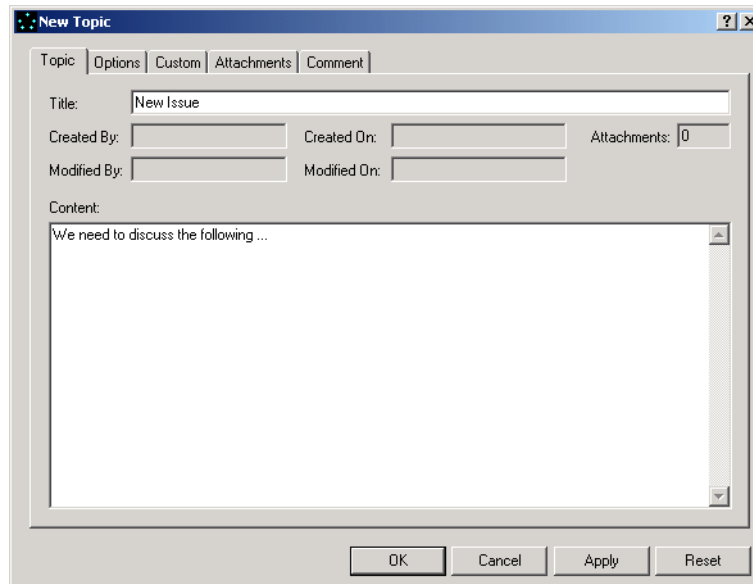 New Topic
Topic Options Custom Attachments Comment
Title: New Issue
Created By: Created On: Attachments: 0
Modified By: Modified On:
Content:
We need to discuss the following ...
OK Cancel Apply Reset